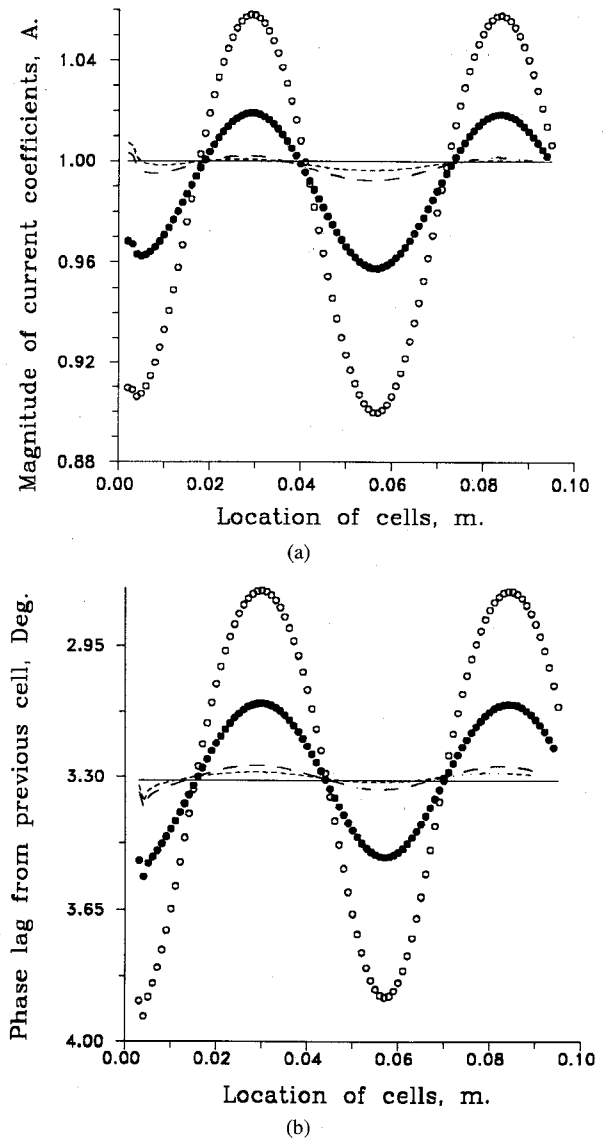 Magnitude of current coefficients, A.
1.04
1.00
0.96
0.92
0.88
0.00 0.02 0.04 0.06 0.08 0.10
Location of cells, m.
(a)
Phase lag from previous cell, Deg.
2.95
3.30
3.65
4.00
0.00 0.02 0.04 0.06 0.08 0.10
Location of cells, m.
(b)